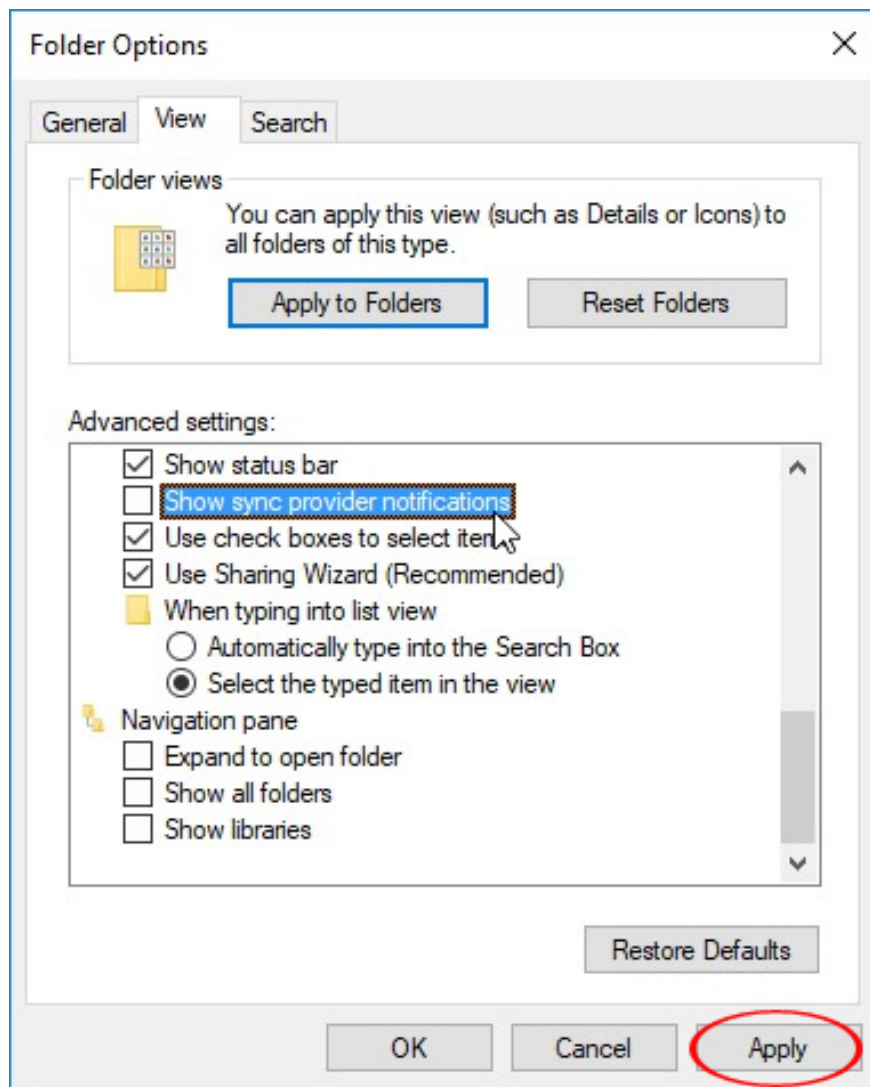 Folder Options
General View Search
Folder views
You can apply this view (such as Details or Icons) to
all folders of this type.
Apply to Folders Reset Folders
Advanced settings:
Show status bar
Show sync provider notifications
Use check boxes to select item
Use Sharing Wizard (Recommended)
When typing into list view
Automatically type into the Search Box
Select the typed item in the view
Navigation pane
Expand to open folder
Show all folders
Show libraries
Restore Defaults
OK Cancel Apply